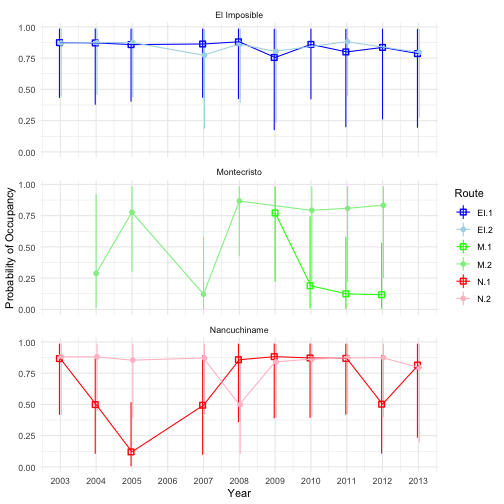 El Imposible
1.00
0.75
0.50
0.25
0.00
Montecristo
1.00
0.75
0.50
0.25
0.00
Nancuchiname
1.00
0.75
0.50
0.25
0.00
2003 2004 2005 2006 2007 2008 2009 2010 2011 2012 2013
Year
Probability of Occupancy
Route
EI.1
EI.2
M.1
M.2
N.1
N.2